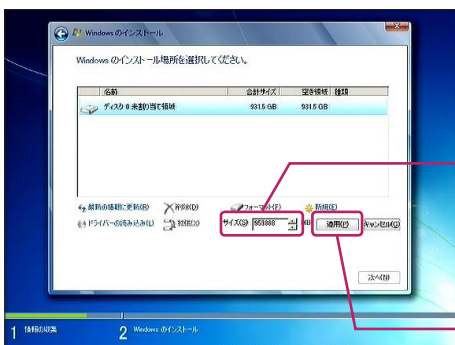 Windows のインストール
Windows のインストール場所を選択してください。
名前 合計サイズ 空き領域 種類
ディスク 0 未割り当て領域 931.5 GB 931.5 GB
最新の情報に更新(R) 削除(D) フォーマット(F) 新規(E)
ドライバーの読み込み(L) 拡張(X) サイズ(S) 953868 MB 適用(P) キャンセル(C)
次へ(N)
1 情報の収集 2 Windows のインストール